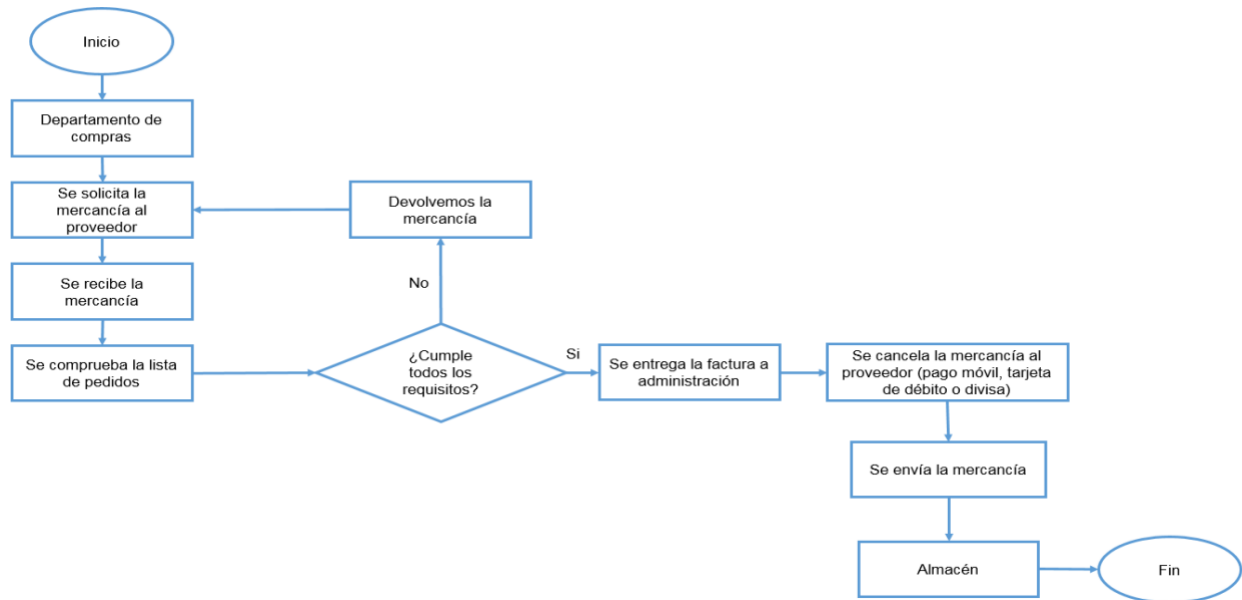 Inicio
Departamento de
compras
Se solicita la
mercancía al
proveedor
Se recibe la
mercancía
Se comprueba la lista
de pedidos
¿Cumple
todos los
requisitos?
No
Devolvemos la
mercancía
Si
Se entrega la factura a
administración
Se cancela la mercancía al
proveedor (pago móvil, tarjeta
de débito o divisa)
Se envía la mercancía
Almacén
Fin